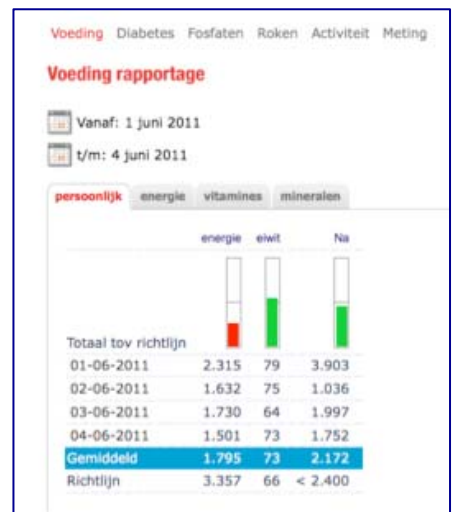 Voeding Diabetes Fosfaten Roken Activiteit Meting
Voeding rapportage
Vanaf: 1 juni 2011
t/m: 4 juni 2011
persoonlijk energie vitamines mineralen
energie eiwit Na
Totaal tov richtlijn
01-06-2011 2.315 79 3.903
02-06-2011 1.632 75 1.036
03-06-2011 1.730 64 1.997
04-06-2011 1.501 73 1.752
Gemiddeld 1.795 73 2.172
Richtlijn 3.357 66 < 2.400